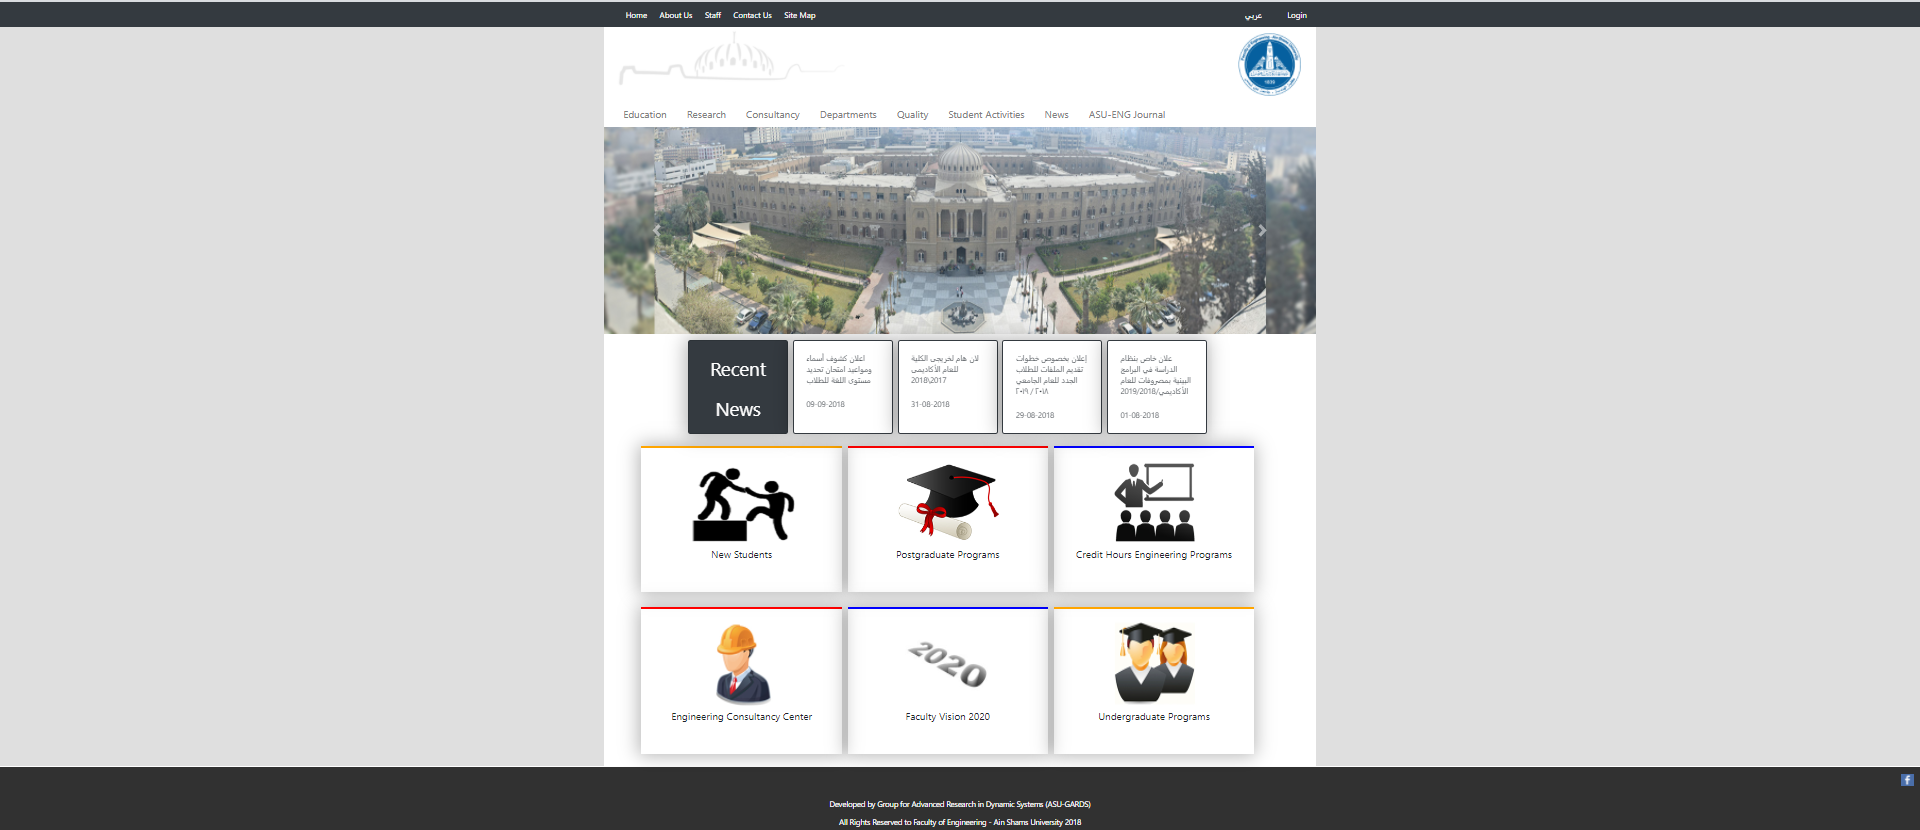 Home About Us Staff Contact Us Site Map عربي Login
Education Research Consultancy Departments Quality Student Activities News ASU-ENG Journal
Recent
News
اعلان كشوف أسماء
ومواعيد امتحان تحديد
مستوى اللغة للطلاب
09-09-2018
لان هام لخريجى الكلية
للعام الأكاديمى
2018\2017
31-08-2018
إعلان بخصوص خطوات
تقديم الملفات للطلاب
الجدد للعام الجامعي
٢٠١٨ / ٢٠١٩
29-08-2018
علان خاص بنظام
الدراسة في البرامج
البينية بمصروفات للعام
الأكاديمي/2019/2018
01-08-2018
New Students
Postgraduate Programs
Credit Hours Engineering Programs
Engineering Consultancy Center
2020
Faculty Vision 2020
Undergraduate Programs
Developed by Group for Advanced Research in Dynamic Systems (ASU-GARDS)
All Rights Reserved to Faculty of Engineering - Ain Shams University 2018